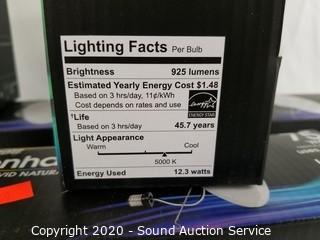 Lighting Facts Per Bulb
Brightness 925 lumens
Estimated Yearly Energy Cost $1.48
Based on 3 hrs/day, 11¢/kWh
Cost depends on rates and use
ENERGY STAR
†Life
Based on 3 hrs/day 45.7 years
Light Appearance
Warm Cool
5000 K
Energy Used 12.3 watts
Copyright 2020 - Sound Auction Service